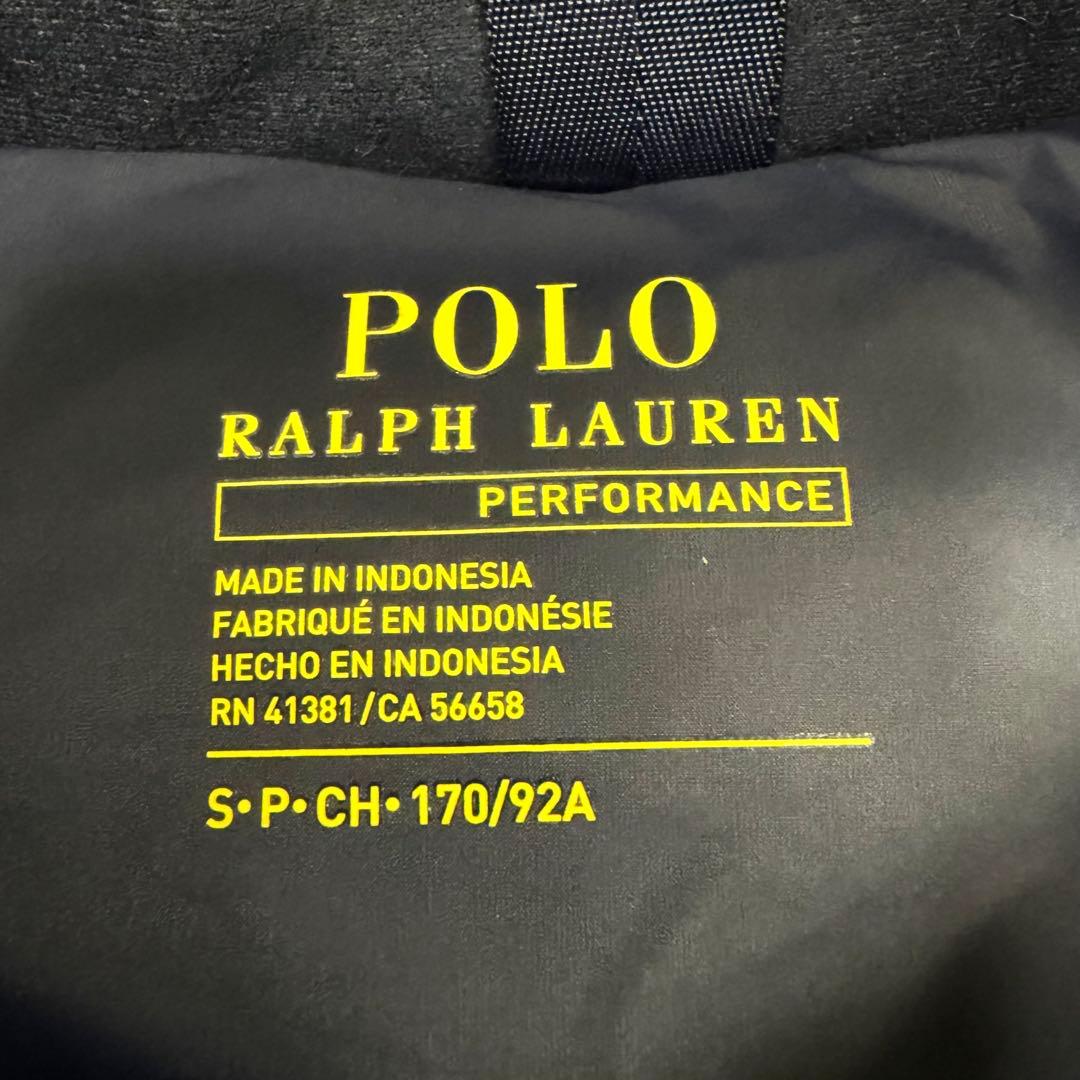 POLO
RALPH LAUREN
PERFORMANCE
MADE IN INDONESIA
FABRIQUÉ EN INDONÉSIE
HECHO EN INDONESIA
RN 41381/CA 56658
S•P•CH•170/92A